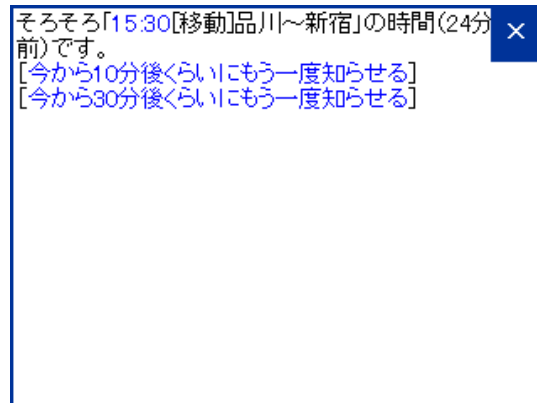 そろそろ「15:30[移動]品川～新宿」の時間(24分
前)です。
[今から10分後くらいにもう一度知らせる]
[今から30分後くらいにもう一度知らせる]